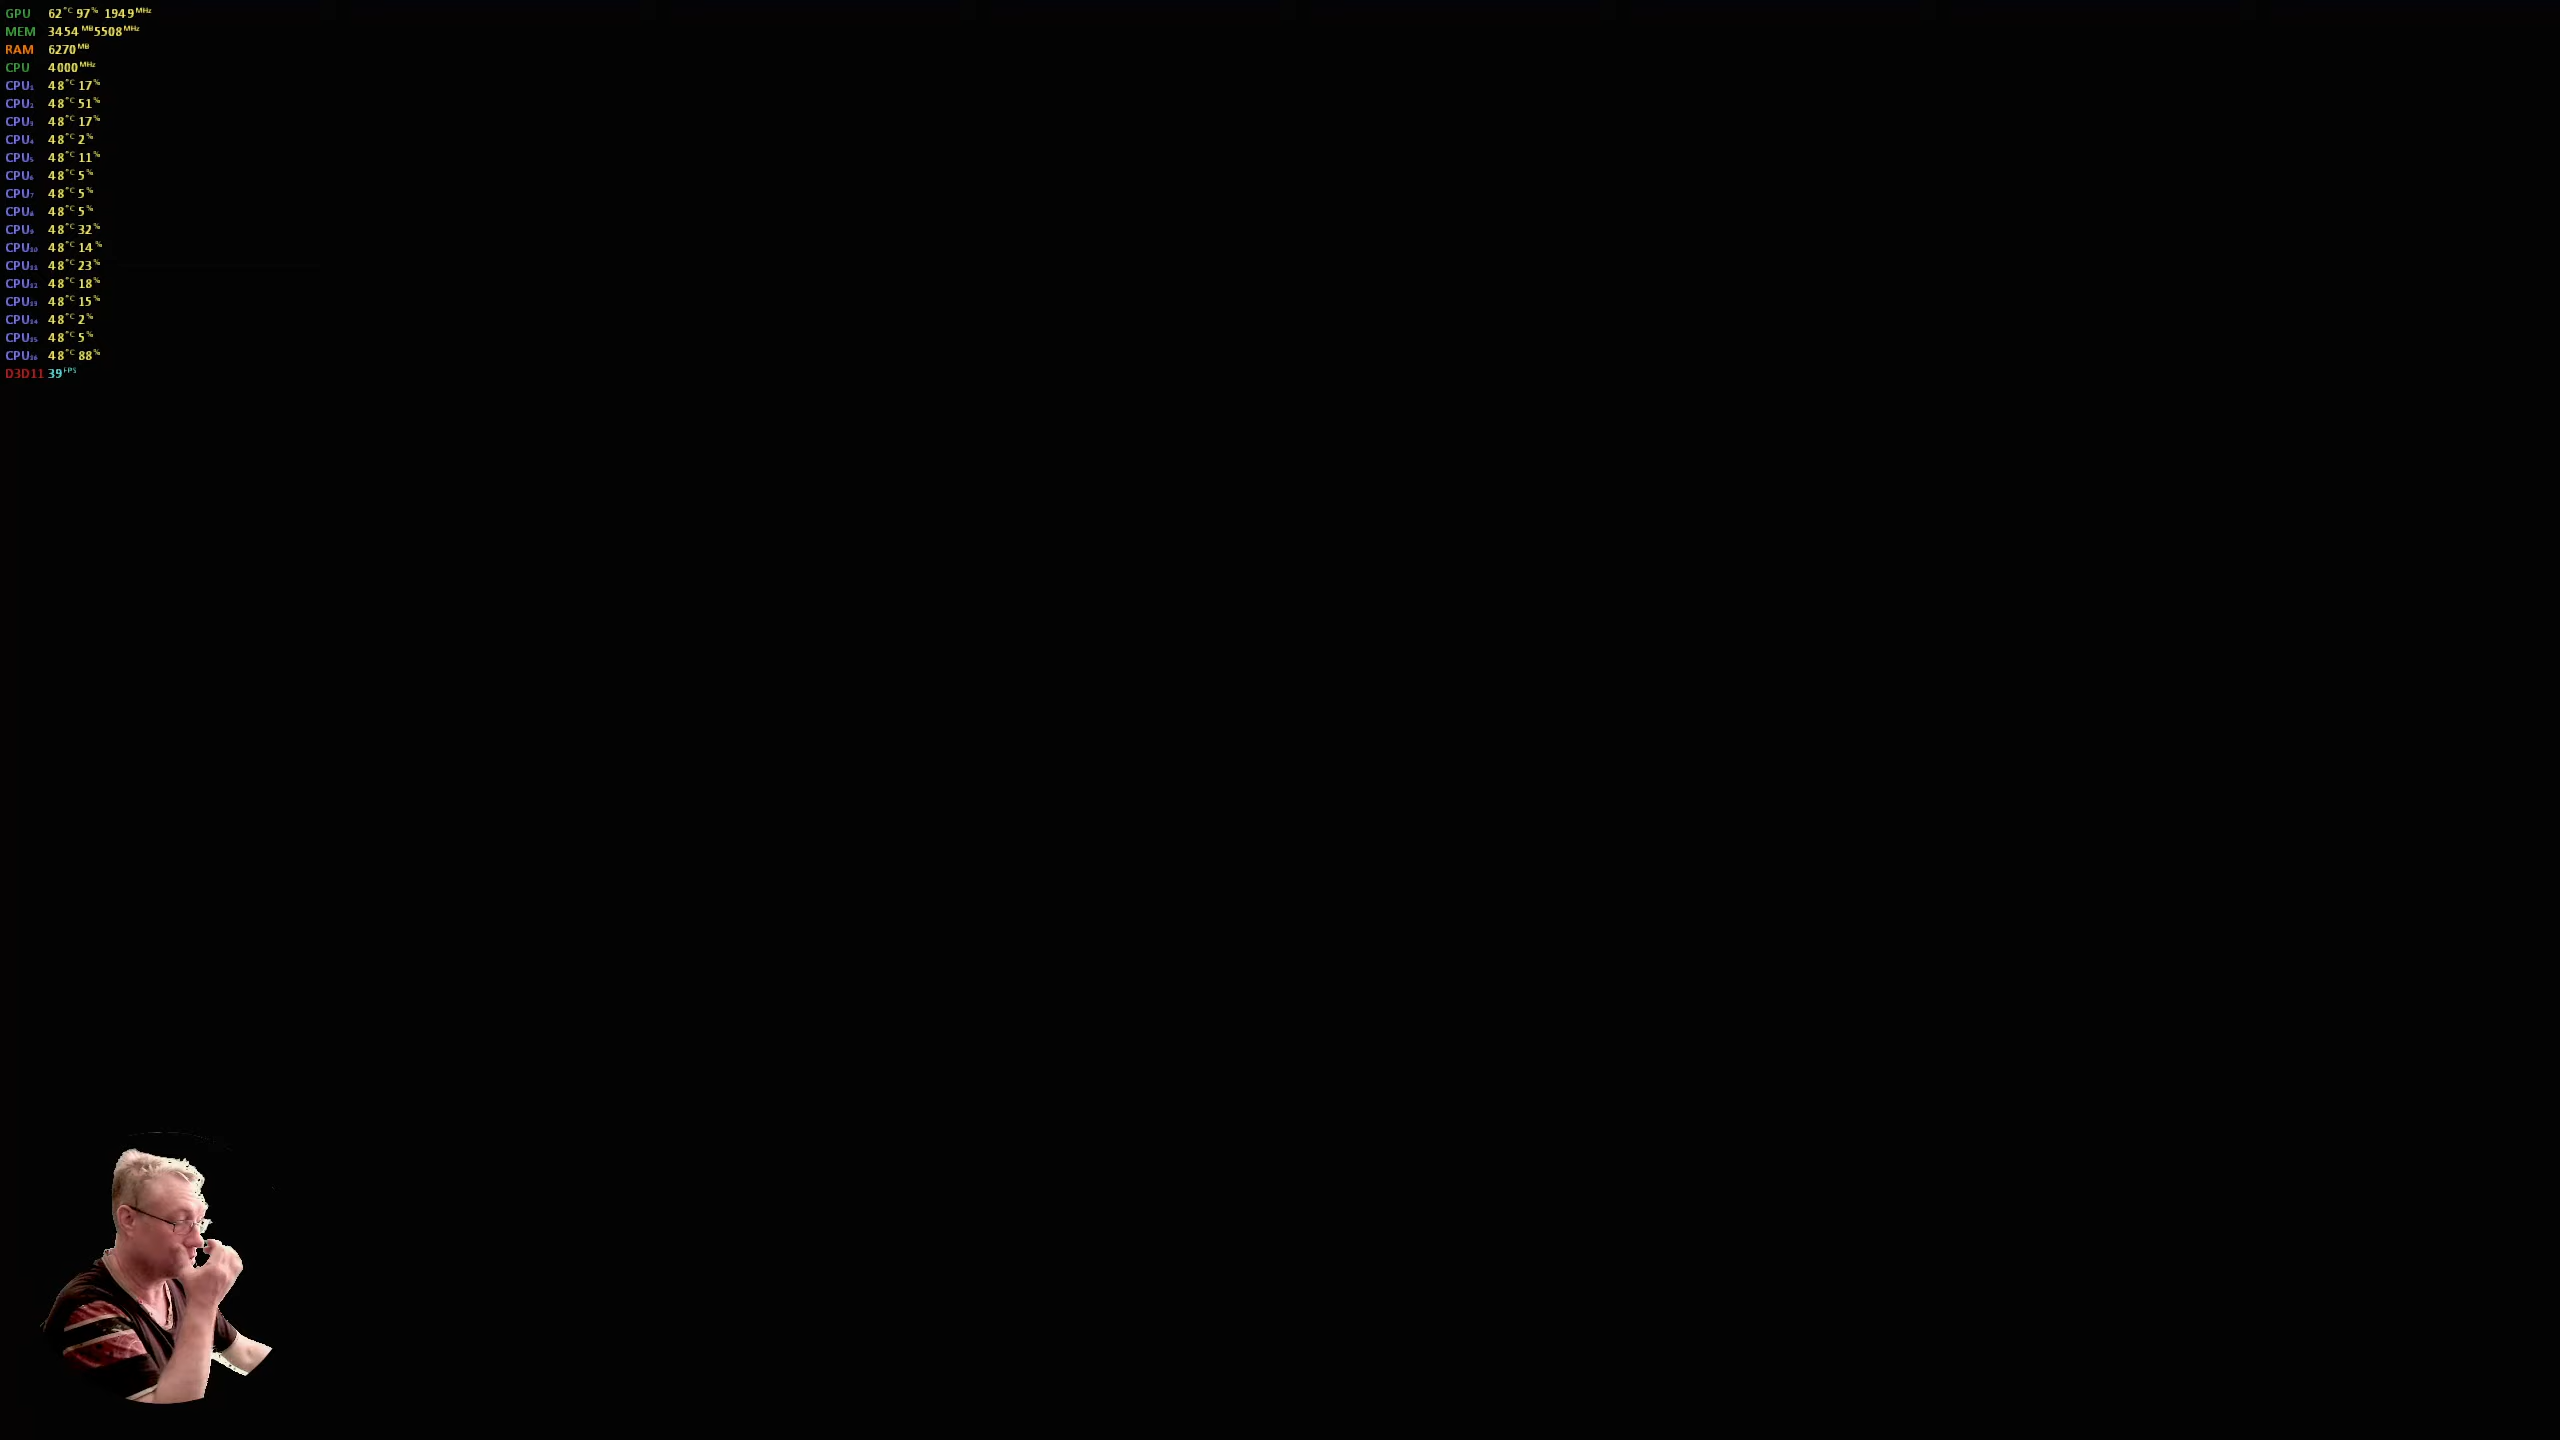 GPU 62°C 97% 1949MHz
MEM 3454MB 5508MHz
RAM 6270MB
CPU 4000MHz
CPU1 48°C 17%
CPU2 48°C 51%
CPU3 48°C 17%
CPU4 48°C 2%
CPU5 48°C 11%
CPU6 48°C 5%
CPU7 48°C 5%
CPU8 48°C 5%
CPU9 48°C 32%
CPU10 48°C 14%
CPU11 48°C 23%
CPU12 48°C 18%
CPU13 48°C 15%
CPU14 48°C 2%
CPU15 48°C 5%
CPU16 48°C 88%
D3D11 39FPS